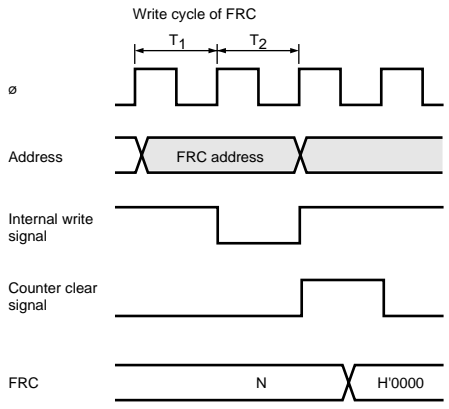 Write cycle of FRC
T1 T2
ø
Address
FRC address
Internal write
signal
Counter clear
signal
FRC
N
H'0000